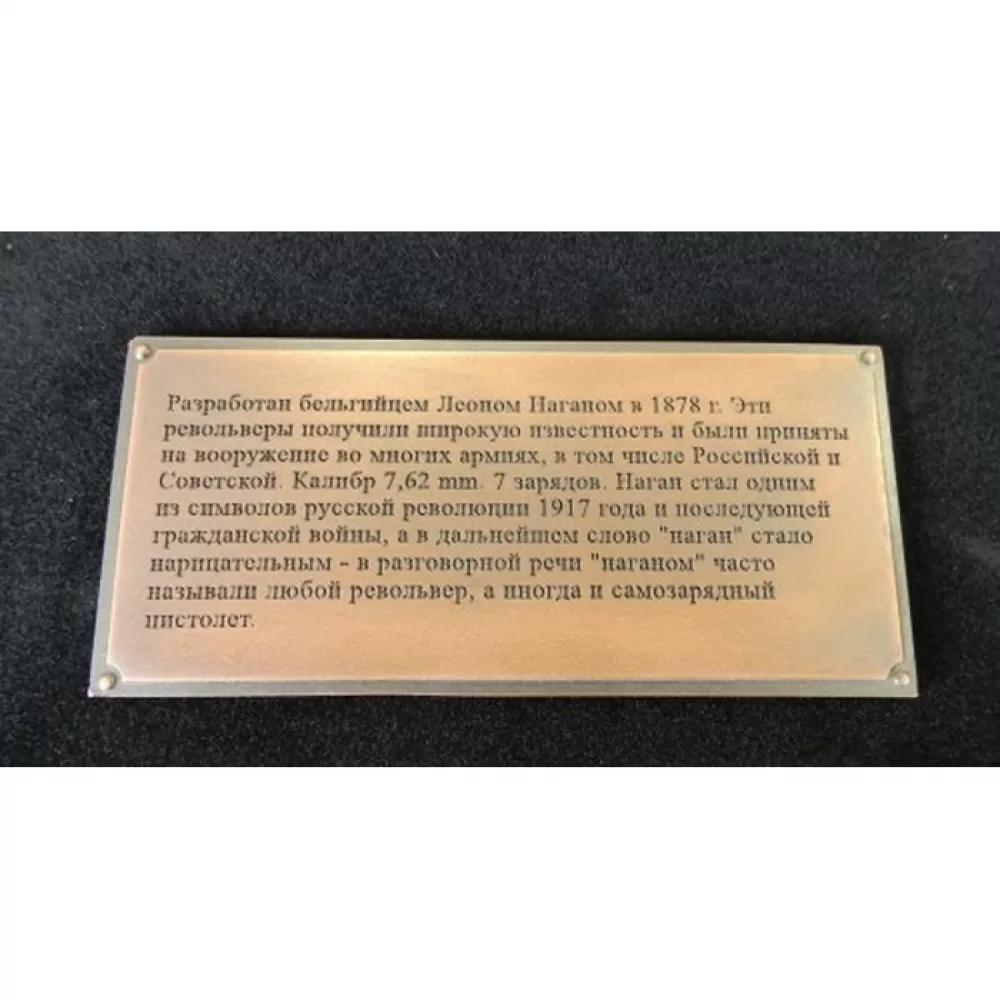 Разработан бельгийцем Леоном Наганом в 1878 г. Эти
револьверы получили широкую известность и были приняты
на вооружение во многих армиях, в том числе Российской и
Советской. Калибр 7,62 mm. 7 зарядов. Наган стал одним
из символов русской революции 1917 года и последующей
гражданской войны, а в дальнейшем слово "наган" стало
нарицательным - в разговорной речи "наганом" часто
называли любой револьвер, а иногда и самозарядный
пистолет.